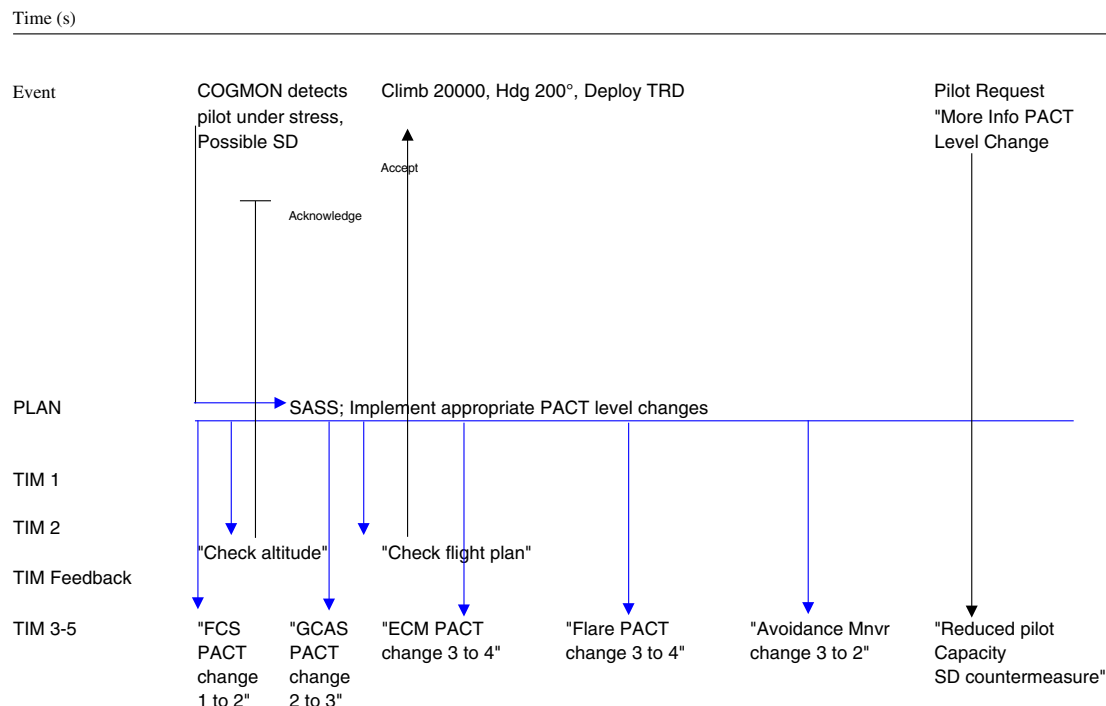 Time (s)
Event
COGMON detects
pilot under stress,
Possible SD
Climb 20000, Hdg 200°, Deploy TRD
Pilot Request
"More Info PACT
Level Change
Accept
Acknowledge
PLAN
SASS; Implement appropriate PACT level changes
TIM 1
TIM 2
"Check altitude"
"Check flight plan"
TIM Feedback
TIM 3-5
"FCS
PACT
change
1 to 2"
"GCAS
PACT
change
2 to 3"
"ECM PACT
change 3 to 4"
"Flare PACT
change 3 to 4"
"Avoidance Mnvr
change 3 to 2"
"Reduced pilot
Capacity
SD countermeasure"